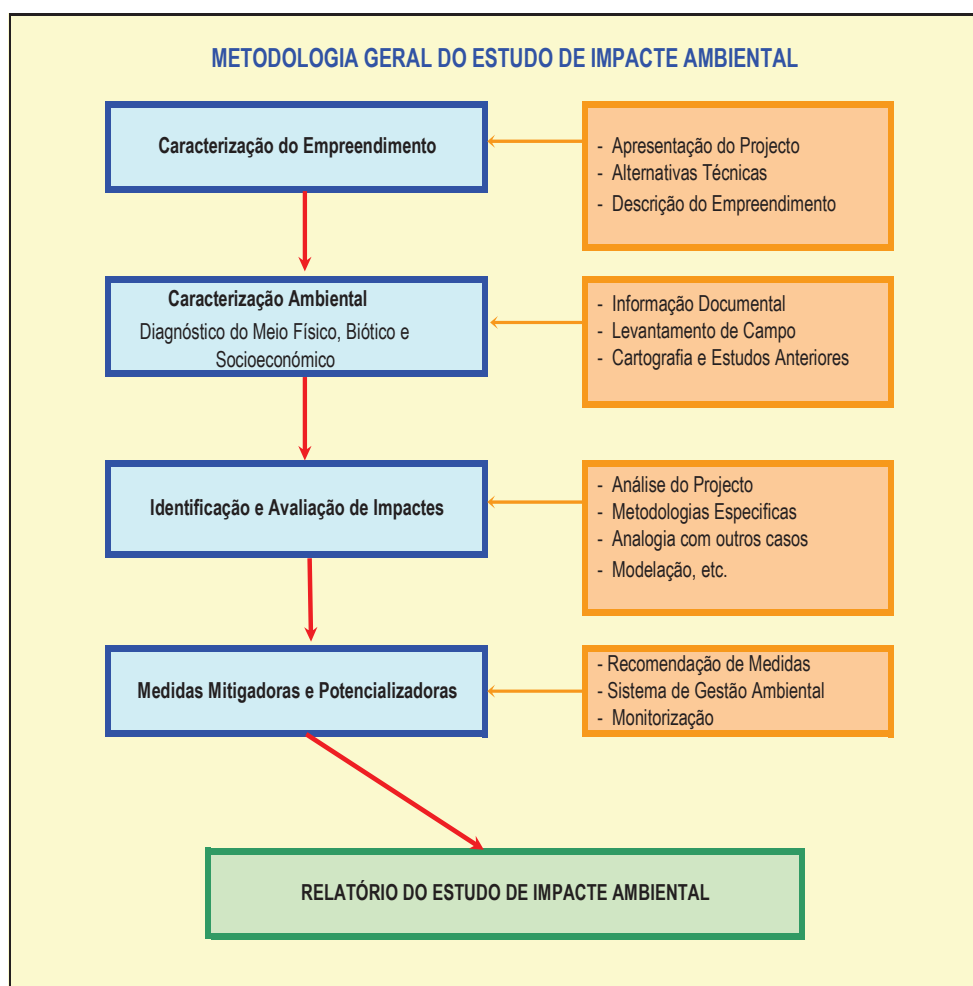 METODOLOGIA GERAL DO ESTUDO DE IMPACTE AMBIENTAL
Caracterização do Empreendimento
- Apresentação do Projecto
- Alternativas Técnicas
- Descrição do Empreendimento
Caracterização Ambiental
Diagnóstico do Meio Físico, Biótico e
Socioeconómico
- Informação Documental
- Levantamento de Campo
- Cartografia e Estudos Anteriores
Identificação e Avaliação de Impactes
- Análise do Projecto
- Metodologias Especificas
- Analogia com outros casos
- Modelação, etc.
Medidas Mitigadoras e Potencializadoras
- Recomendação de Medidas
- Sistema de Gestão Ambiental
- Monitorização
RELATÓRIO DO ESTUDO DE IMPACTE AMBIENTAL